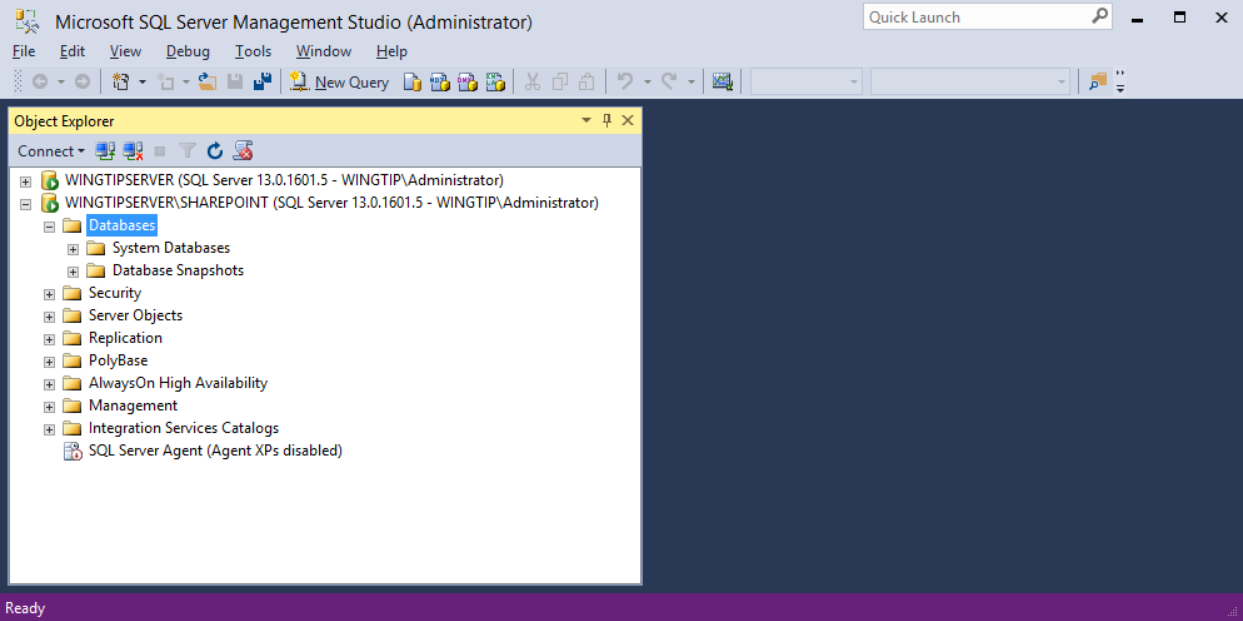 Microsoft SQL Server Management Studio (Administrator)
Quick Launch
File Edit View Debug Tools Window Help
New Query
Object Explorer
Connect
WINGTIPSERVER (SQL Server 13.0.1601.5 - WINGTIP\Administrator)
WINGTIPSERVER\SHAREPOINT (SQL Server 13.0.1601.5 - WINGTIP\Administrator)
Databases
System Databases
Database Snapshots
Security
Server Objects
Replication
PolyBase
AlwaysOn High Availability
Management
Integration Services Catalogs
SQL Server Agent (Agent XPs disabled)
Ready